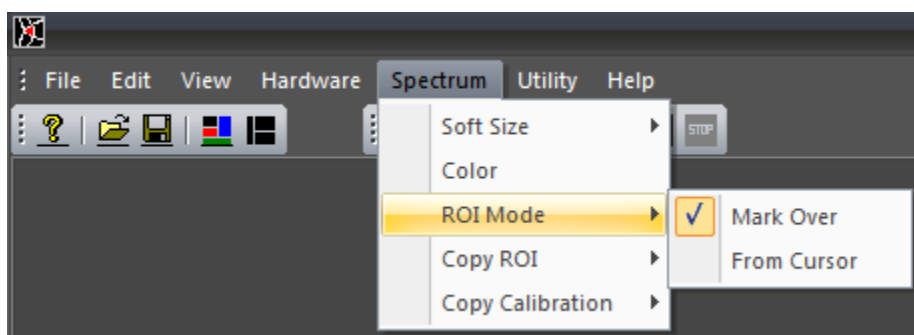 File Edit View Hardware Spectrum Utility Help
STOP
Soft Size
Color
ROI Mode
Mark Over
From Cursor
Copy ROI
Copy Calibration